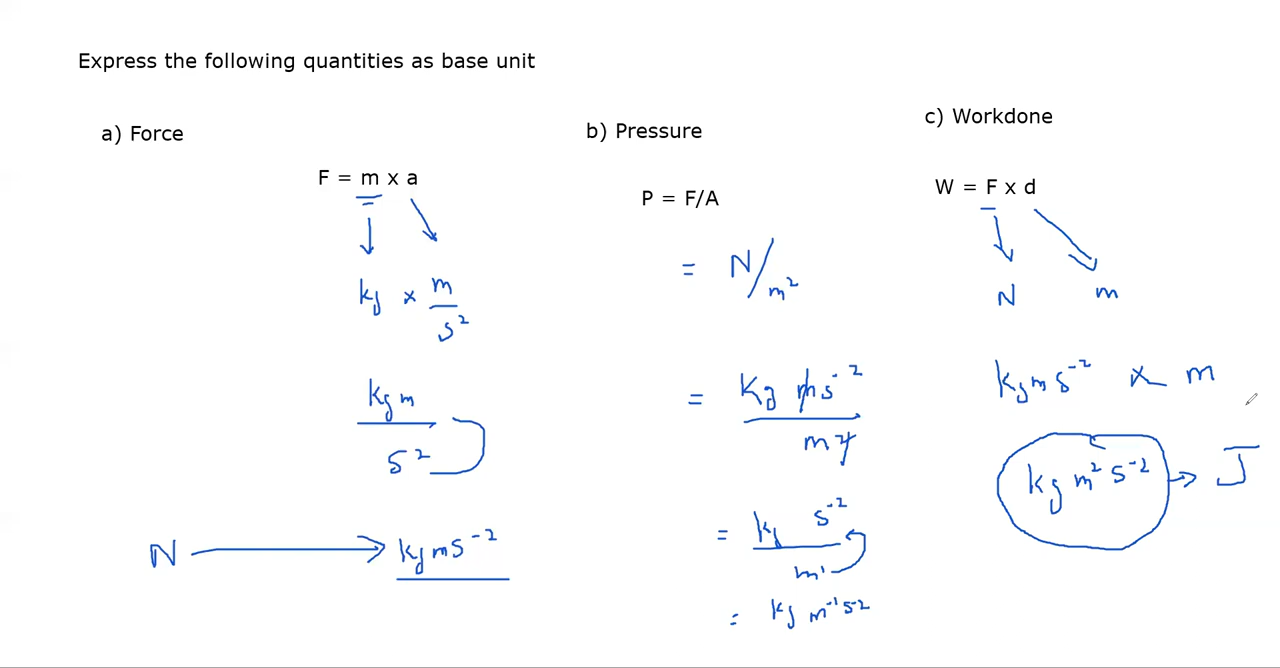 Express the following quantities as base unit
a) Force
F = m x a
kg × m
s²
kg m
s²
N → kg m s⁻²
b) Pressure
P = F/A
= N/m²
= kg m s⁻²
m²
= kg s⁻²
m¹
= kg m⁻¹ s⁻²
c) Workdone
W = F x d
N m
kg m s⁻² × m
kg m² s⁻² → J